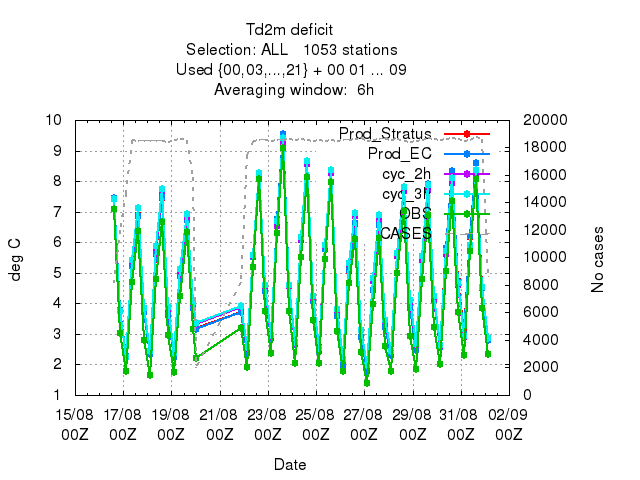 Td2m deficit
Selection: ALL 1053 stations
Used {00,03,...,21} + 00 01 ... 09
Averaging window: 6h
10 20000
9 18000
8 16000
7 14000
6 12000
5 10000
4 8000
3 6000
2 4000
1 2000
0
deg C
No cases
Prod_Stratus
Prod_EC
cyc_2h
cyc_3h
OBS
CASES
15/08 17/08 19/08 21/08 23/08 25/08 27/08 29/08 31/08 02/09
00Z 00Z 00Z 00Z 00Z 00Z 00Z 00Z 00Z 00Z
Date